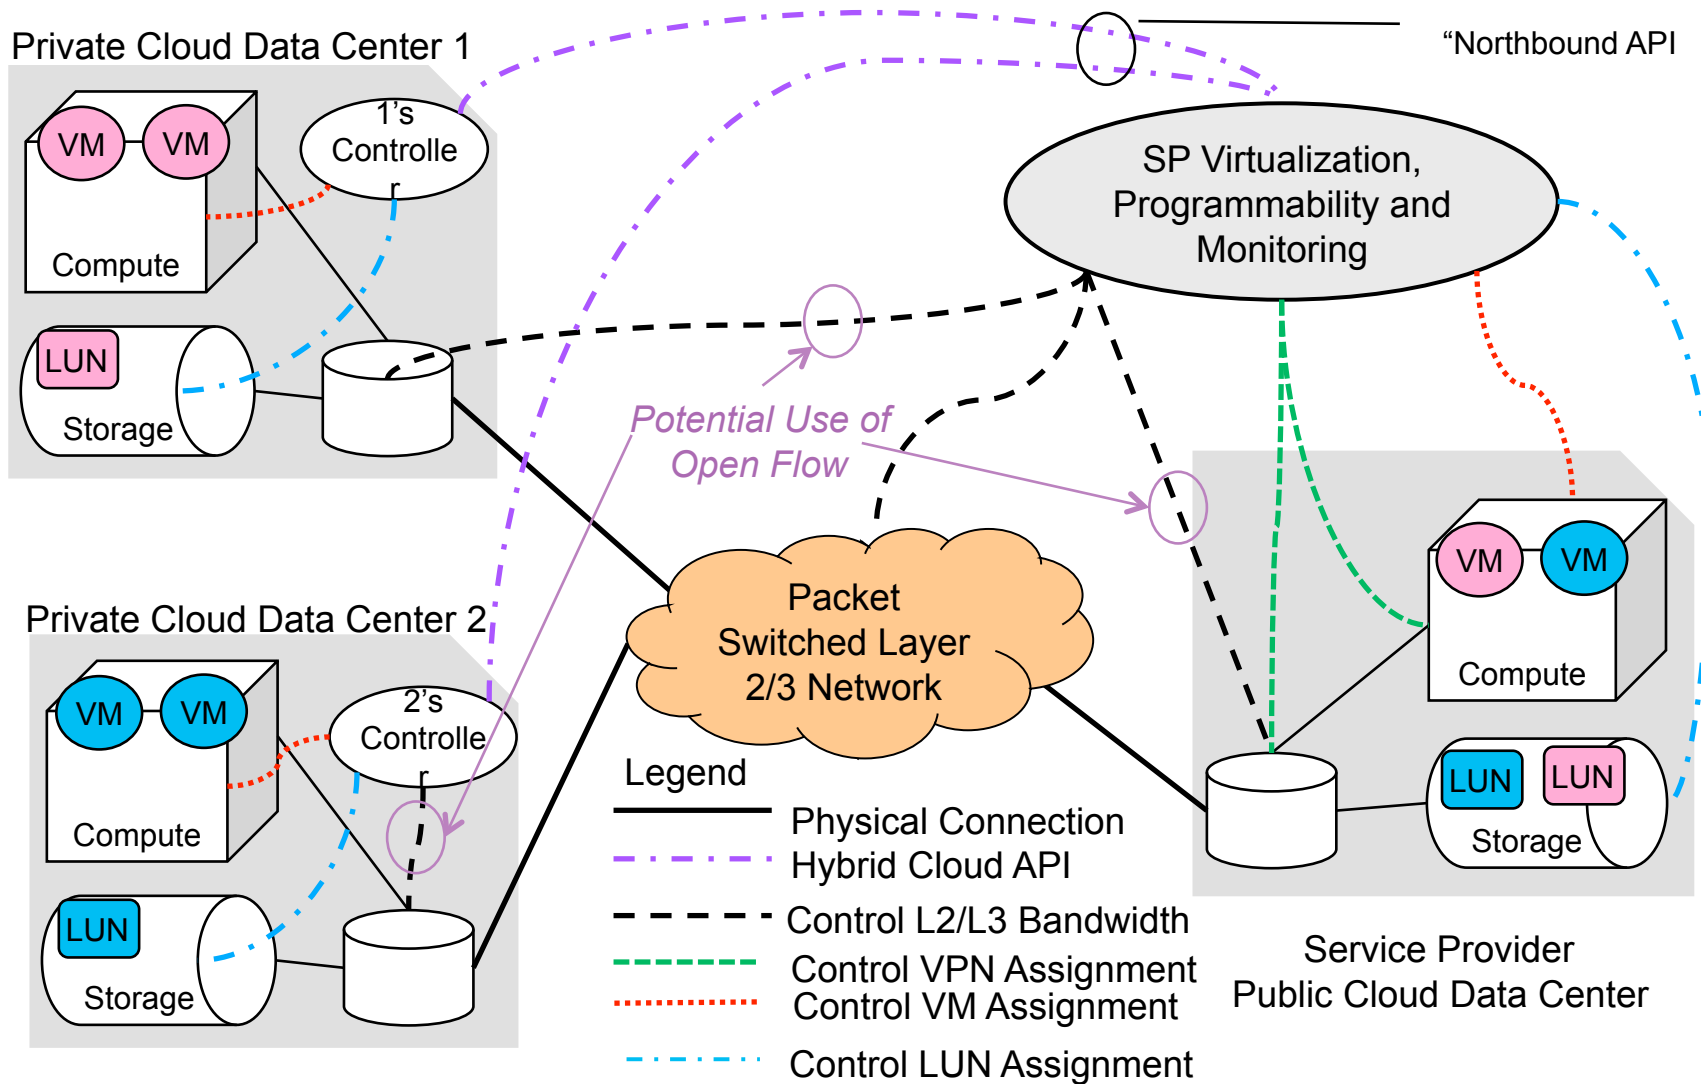 Private Cloud Data Center 1
“Northbound API
VM
VM
1’s
Controlle
r
Compute
LUN
Storage
SP Virtualization,
Programmability and
Monitoring
Potential Use of
Open Flow
Packet
Switched Layer
2/3 Network
Private Cloud Data Center 2
VM
VM
2’s
Controlle
r
Compute
LUN
Storage
VM
VM
Compute
LUN
LUN
Storage
Service Provider
Public Cloud Data Center
Legend
Physical Connection
Hybrid Cloud API
Control L2/L3 Bandwidth
Control VPN Assignment
Control VM Assignment
Control LUN Assignment